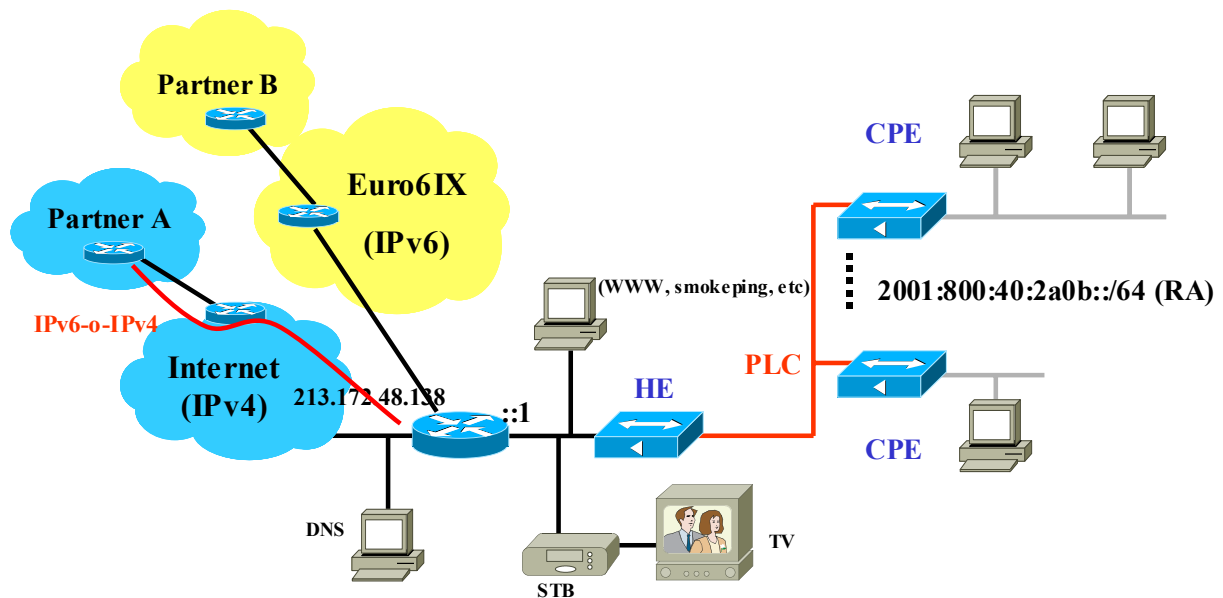 Partner B
CPE
Euro6IX
(IPv6)
Partner A
(WWW, smokeping, etc)
2001:800:40:2a0b::/64 (RA)
IPv6-o-IPv4
Internet
(IPv4)
PLC
HE
213.172.48.138
::1
CPE
DNS
TV
STB